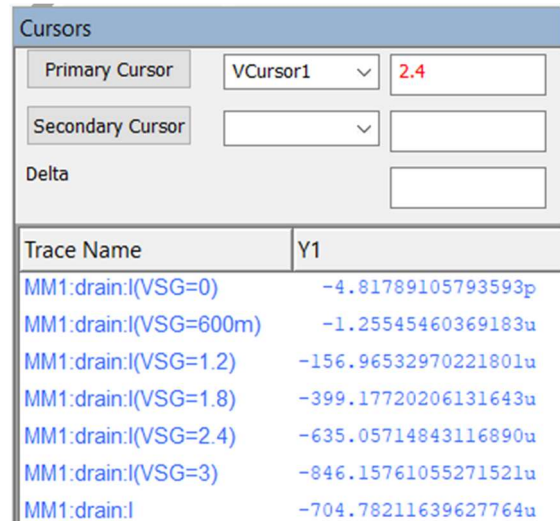 Cursors
Primary Cursor VCursor1 2.4
Secondary Cursor
Delta
Trace Name Y1
MM1:drain:I(VSG=0) -4.81789105793593p
MM1:drain:I(VSG=600m) -1.25545460369183u
MM1:drain:I(VSG=1.2) -156.96532970221801u
MM1:drain:I(VSG=1.8) -399.17720206131643u
MM1:drain:I(VSG=2.4) -635.05714843116890u
MM1:drain:I(VSG=3) -846.15761055271521u
MM1:drain:I -704.78211639627764u